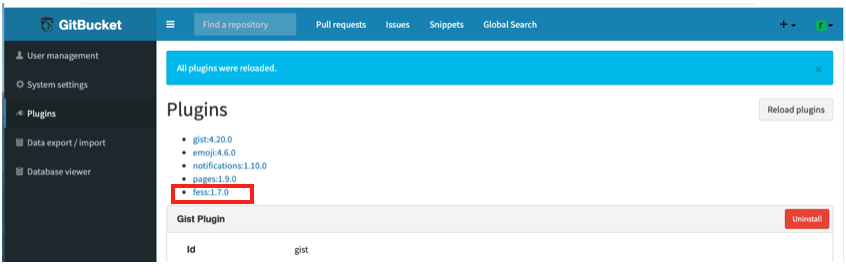 GitBucket
Find a repository
Pull requests
Issues
Snippets
Global Search
r
User management
System settings
Plugins
Data export / import
Database viewer
All plugins were reloaded.
×
Plugins
Reload plugins
gist:4.20.0
emoji:4.6.0
notifications:1.10.0
pages:1.9.0
fess:1.7.0
Gist Plugin
Uninstall
Id gist